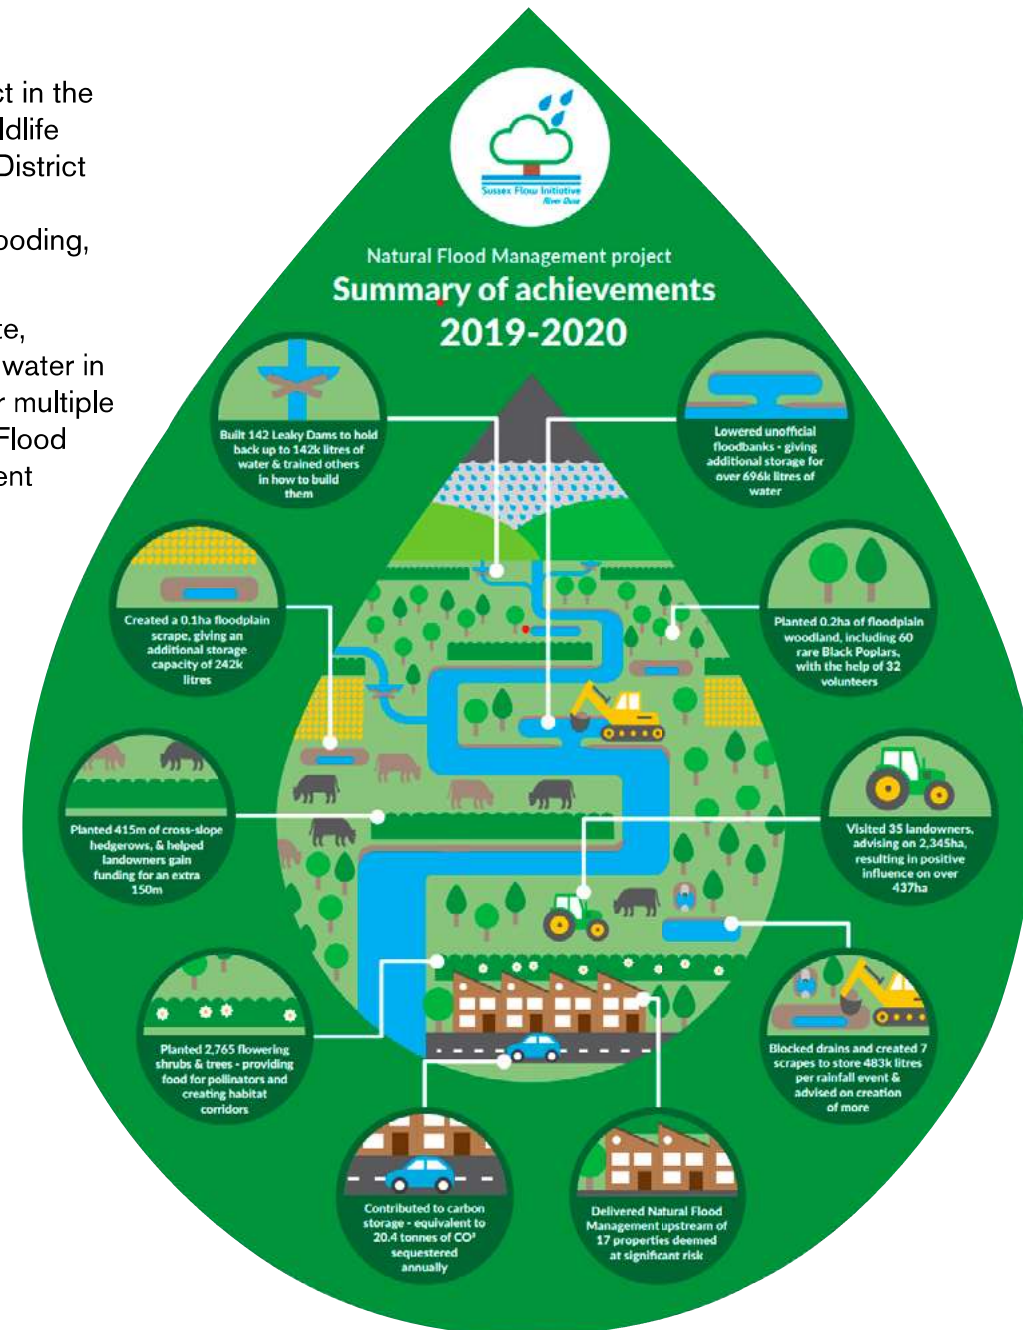 ct in the
ldlife
District
ooding,
te,
water in
r multiple
Flood
ent
Sussex Flow Initiative
River Ouse
Natural Flood Management project
Summary of achievements
2019-2020
Built 142 Leaky Dams to hold
back up to 142k litres of
water & trained others
in how to build
them
Lowered unofficial
floodbanks - giving
additional storage for
over 696k litres of
water
Created a 0.1ha floodplain
scrape, giving an
additional storage
capacity of 242k
litres
Planted 0.2ha of floodplain
woodland, including 60
rare Black Poplars,
with the help of 32
volunteers
Planted 415m of cross-slope
hedgerows, & helped
landowners gain
funding for an extra
150m
Visited 35 landowners,
advising on 2,345ha,
resulting in positive
influence on over
437ha
Planted 2,765 flowering
shrubs & trees - providing
food for pollinators and
creating habitat
corridors
Blocked drains and created 7
scrapes to store 483k litres
per rainfall event &
advised on creation
of more
Contributed to carbon
storage - equivalent to
20.4 tonnes of CO²
sequestered
annually
Delivered Natural Flood
Management upstream of
17 properties deemed
at significant risk